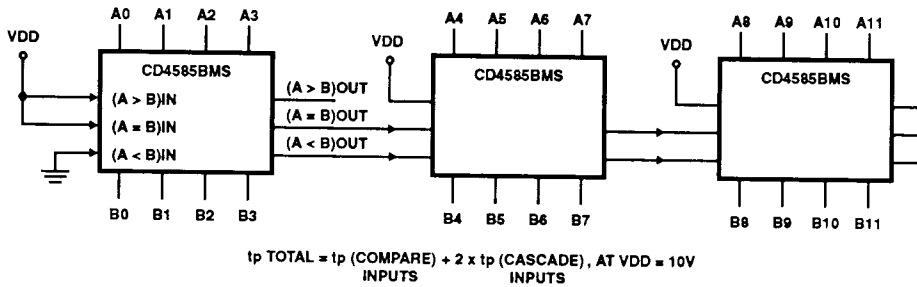 A0 A1 A2 A3
VDD
CD4585BMS
(A > B)IN
(A = B)IN
(A < B)IN
B0 B1 B2 B3
(A > B)OUT
(A = B)OUT
(A < B)OUT
A4 A5 A6 A7
VDD
CD4585BMS
B4 B5 B6 B7
A8 A9 A10 A11
VDD
CD4585BMS
B8 B9 B10 B11
tp TOTAL = tp (COMPARE) + 2 x tp (CASCADE), AT VDD = 10V
INPUTS INPUTS